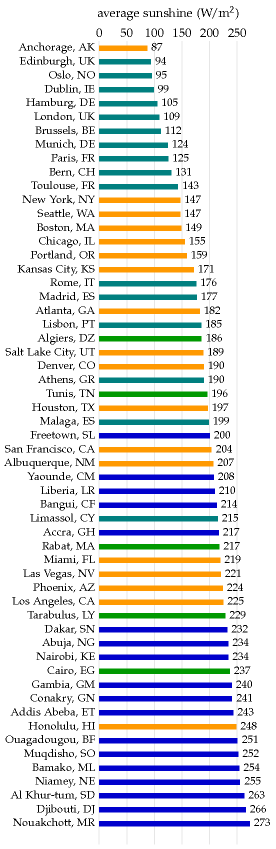 average sunshine (W/m²)
0 50 100 150 200 250
Anchorage, AK 87
Edinburgh, UK 94
Oslo, NO 95
Dublin, IE 99
Hamburg, DE 105
London, UK 109
Brussels, BE 112
Munich, DE 124
Paris, FR 125
Bern, CH 131
Toulouse, FR 143
New York, NY 147
Seattle, WA 147
Boston, MA 149
Chicago, IL 155
Portland, OR 159
Kansas City, KS 171
Rome, IT 176
Madrid, ES 177
Atlanta, GA 182
Lisbon, PT 185
Algiers, DZ 186
Salt Lake City, UT 189
Denver, CO 190
Athens, GR 190
Tunis, TN 196
Houston, TX 197
Malaga, ES 199
Freetown, SL 200
San Francisco, CA 204
Albuquerque, NM 207
Yaounde, CM 208
Liberia, LR 210
Bangui, CF 214
Limassol, CY 215
Accra, GH 217
Rabat, MA 217
Miami, FL 219
Las Vegas, NV 221
Phoenix, AZ 224
Los Angeles, CA 225
Tarabulus, LY 229
Dakar, SN 232
Abuja, NG 234
Nairobi, KE 234
Cairo, EG 237
Gambia, GM 240
Conakry, GN 241
Addis Abeba, ET 243
Honolulu, HI 248
Ouagadougou, BF 251
Muqdisho, SO 252
Bamako, ML 254
Niamey, NE 255
Al Khur-tum, SD 263
Djibouti, DJ 266
Nouakchott, MR 273